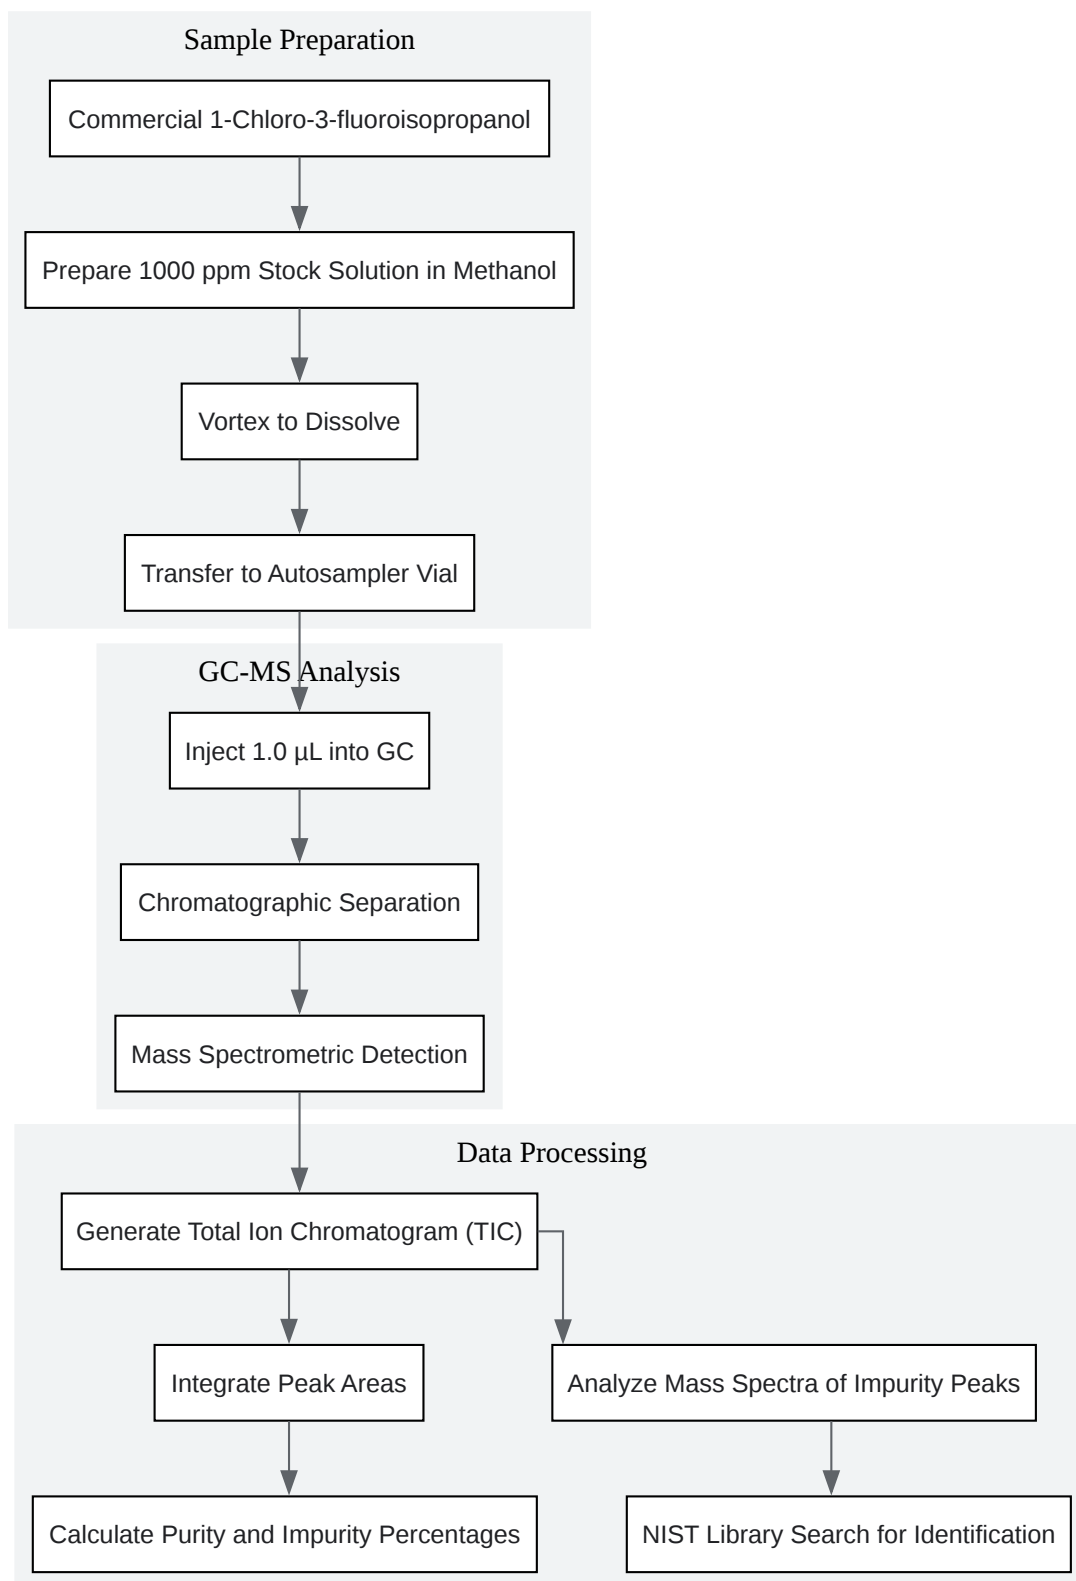 Sample Preparation
Commercial 1-Chloro-3-fluoroisopropanol
Prepare 1000 ppm Stock Solution in Methanol
Vortex to Dissolve
Transfer to Autosampler Vial
GC-MS Analysis
Inject 1.0 µL into GC
Chromatographic Separation
Mass Spectrometric Detection
Data Processing
Generate Total Ion Chromatogram (TIC)
Integrate Peak Areas
Analyze Mass Spectra of Impurity Peaks
Calculate Purity and Impurity Percentages
NIST Library Search for Identification